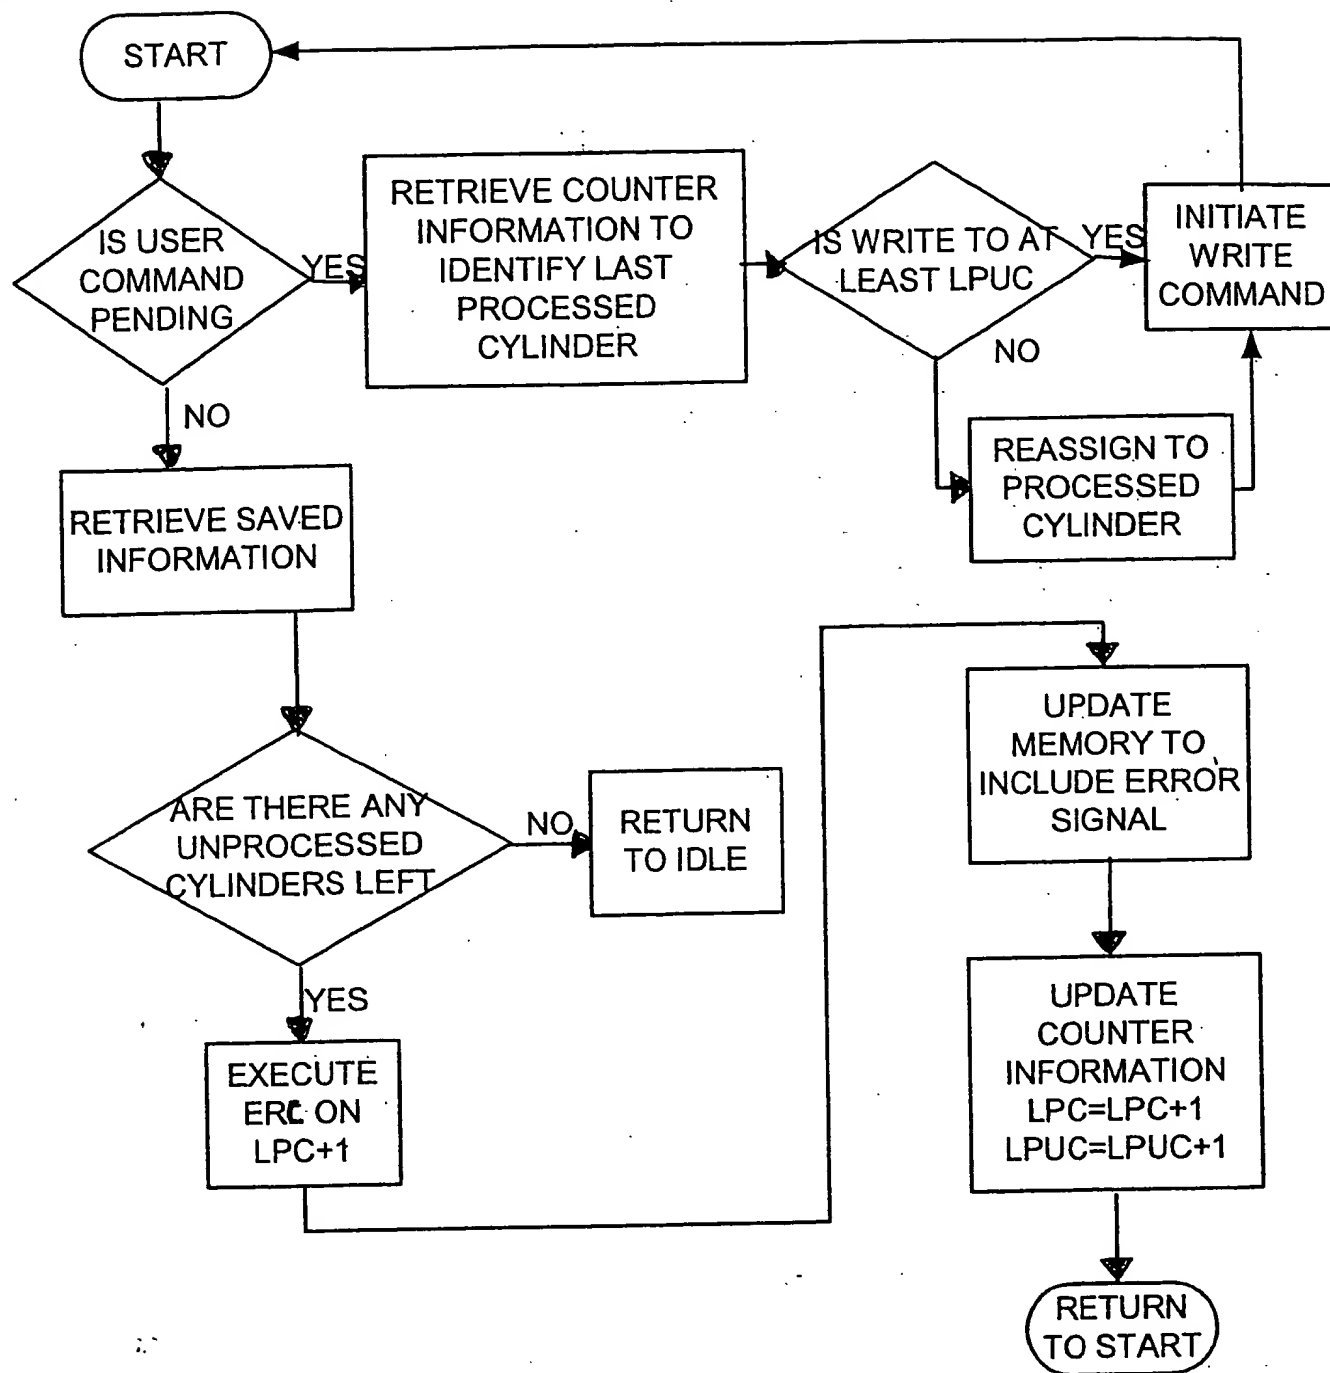 START
IS USER
COMMAND
PENDING
YES
RETRIEVE COUNTER
INFORMATION TO
IDENTIFY LAST
PROCESSED
CYLINDER
IS WRITE TO AT
LEAST LPUC
YES
INITIATE
WRITE
COMMAND
NO
REASSIGN TO
PROCESSED
CYLINDER
NO
RETRIEVE SAVED
INFORMATION
ARE THERE ANY
UNPROCESSED
CYLINDERS LEFT
NO
RETURN
TO IDLE
YES
EXECUTE
ERC ON
LPC+1
UPDATE
MEMORY TO
INCLUDE ERROR
SIGNAL
UPDATE
COUNTER
INFORMATION
LPC=LPC+1
LPUC=LPUC+1
RETURN
TO START